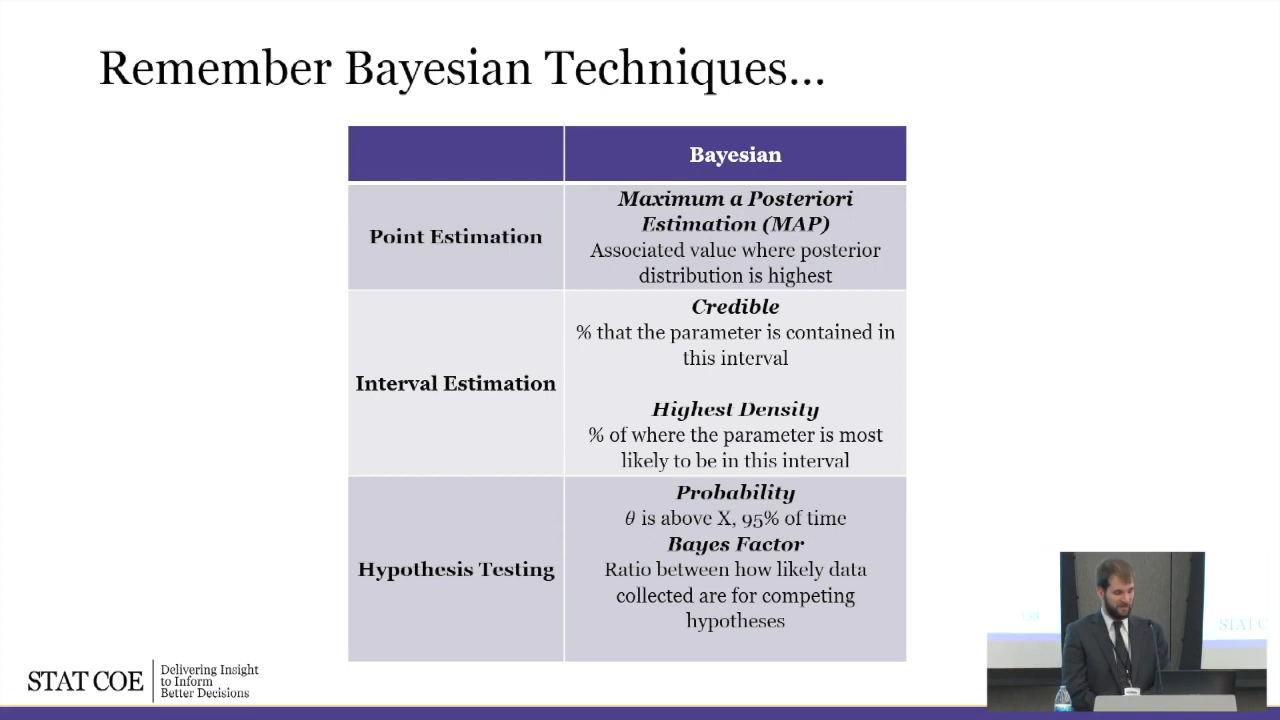 Remember Bayesian Techniques...
Bayesian
Point Estimation
Maximum a Posteriori
Estimation (MAP)
Associated value where posterior
distribution is highest
Interval Estimation
Credible
% that the parameter is contained in
this interval
Highest Density
% of where the parameter is most
likely to be in this interval
Hypothesis Testing
Probability
θ is above X, 95% of time
Bayes Factor
Ratio between how likely data
collected are for competing
hypotheses
STAT COE
Delivering Insight
to Inform
Better Decisions
139
STAT C